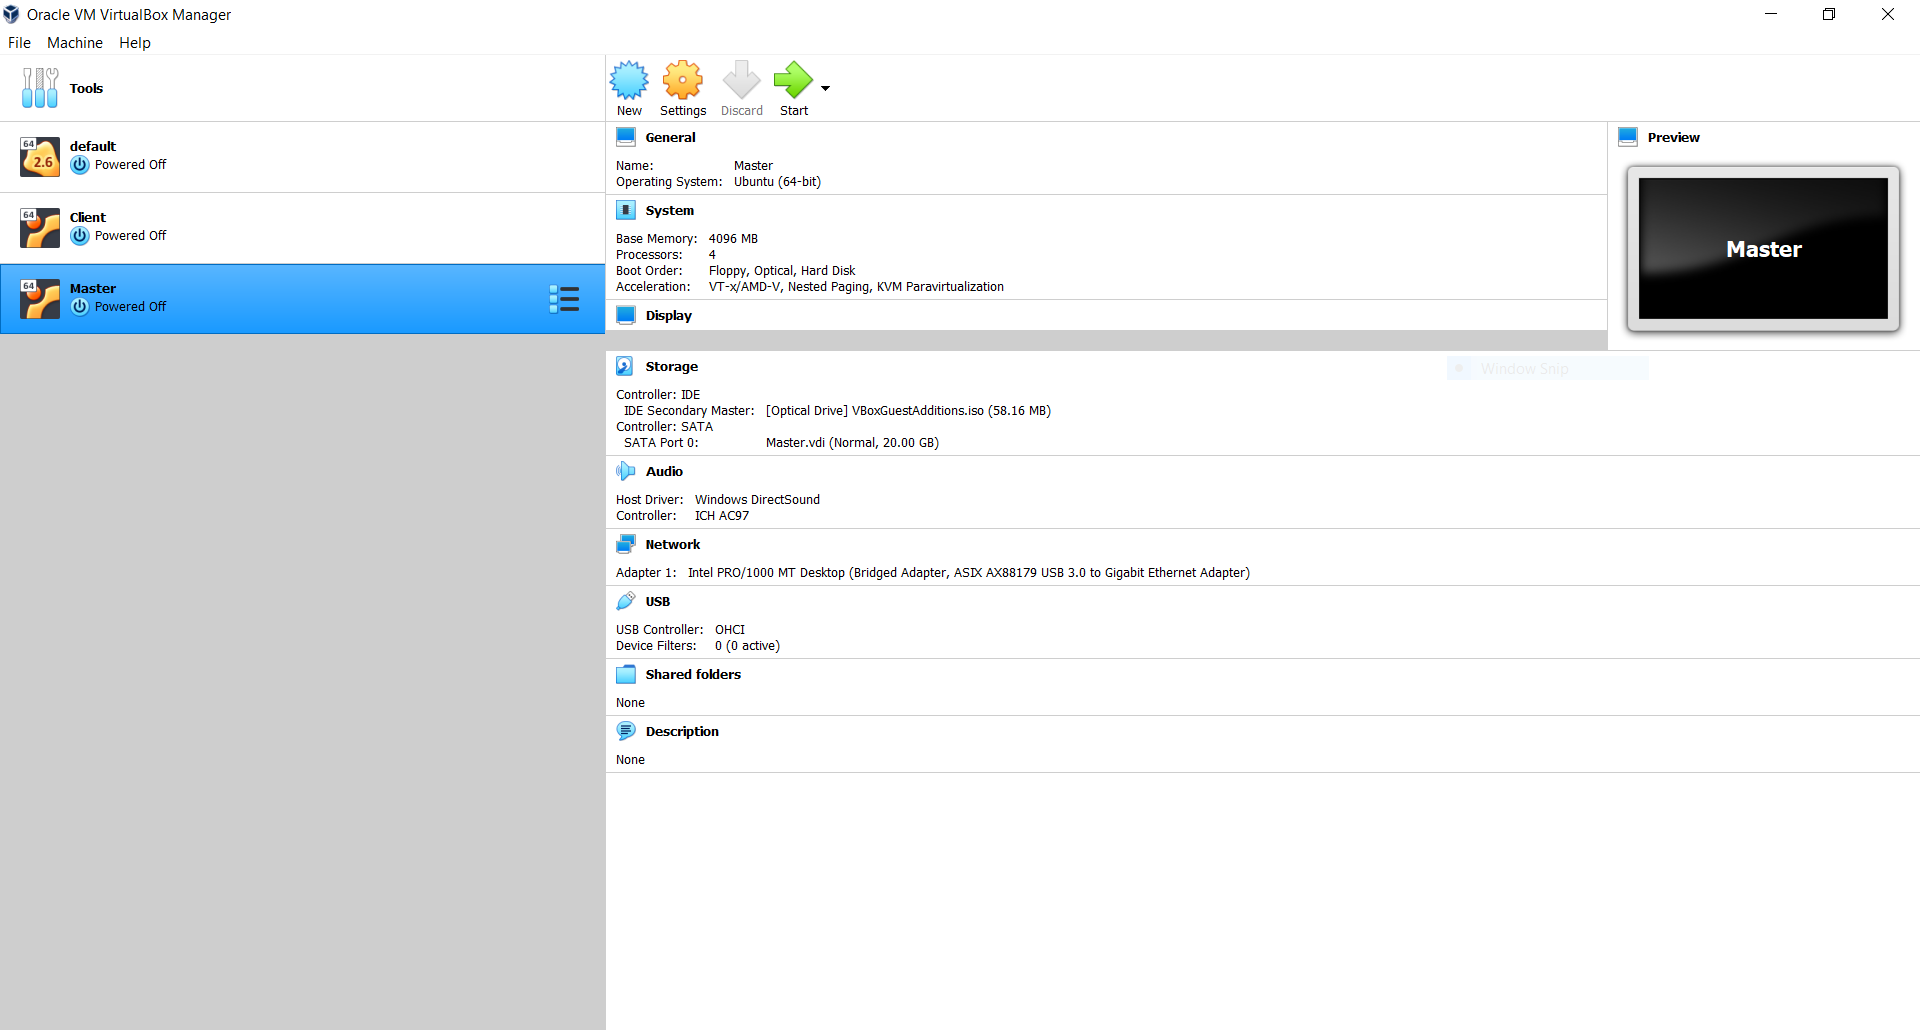 Oracle VM VirtualBox Manager
File Machine Help
Tools
64
2.6
default
Powered Off
64
Client
Powered Off
64
Master
Powered Off
New Settings Discard Start
General
Name: Master
Operating System: Ubuntu (64-bit)
System
Base Memory: 4096 MB
Processors: 4
Boot Order: Floppy, Optical, Hard Disk
Acceleration: VT-x/AMD-V, Nested Paging, KVM Paravirtualization
Display
Preview
Master
Window Snip
Storage
Controller: IDE
IDE Secondary Master: [Optical Drive] VBoxGuestAdditions.iso (58.16 MB)
Controller: SATA
SATA Port 0: Master.vdi (Normal, 20.00 GB)
Audio
Host Driver: Windows DirectSound
Controller: ICH AC97
Network
Adapter 1: Intel PRO/1000 MT Desktop (Bridged Adapter, ASIX AX88179 USB 3.0 to Gigabit Ethernet Adapter)
USB
USB Controller: OHCI
Device Filters: 0 (0 active)
Shared folders
None
Description
None